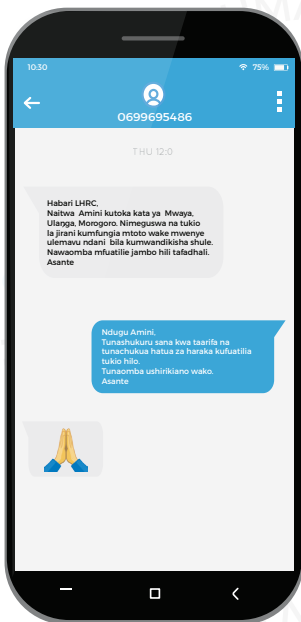 10:30
75%
0699695486
THU 12:0
Habari LHRC,
Naitwa Amini kutoka kata ya Mwaya,
Ulanga, Morogoro. Nimeguswa na tukio
la jirani kumfungia mtoto wake mwenye
ulemavu ndani bila kumwandikisha shule.
Nawaomba mfuatilie jambo hili tafadhali.
Asante
Ndugu Amini,
Tunashukuru sana kwa taarifa na
tunachukua hatua za haraka kufuatilia
tukio hilo.
Tunaomba ushirikiano wako.
Asante